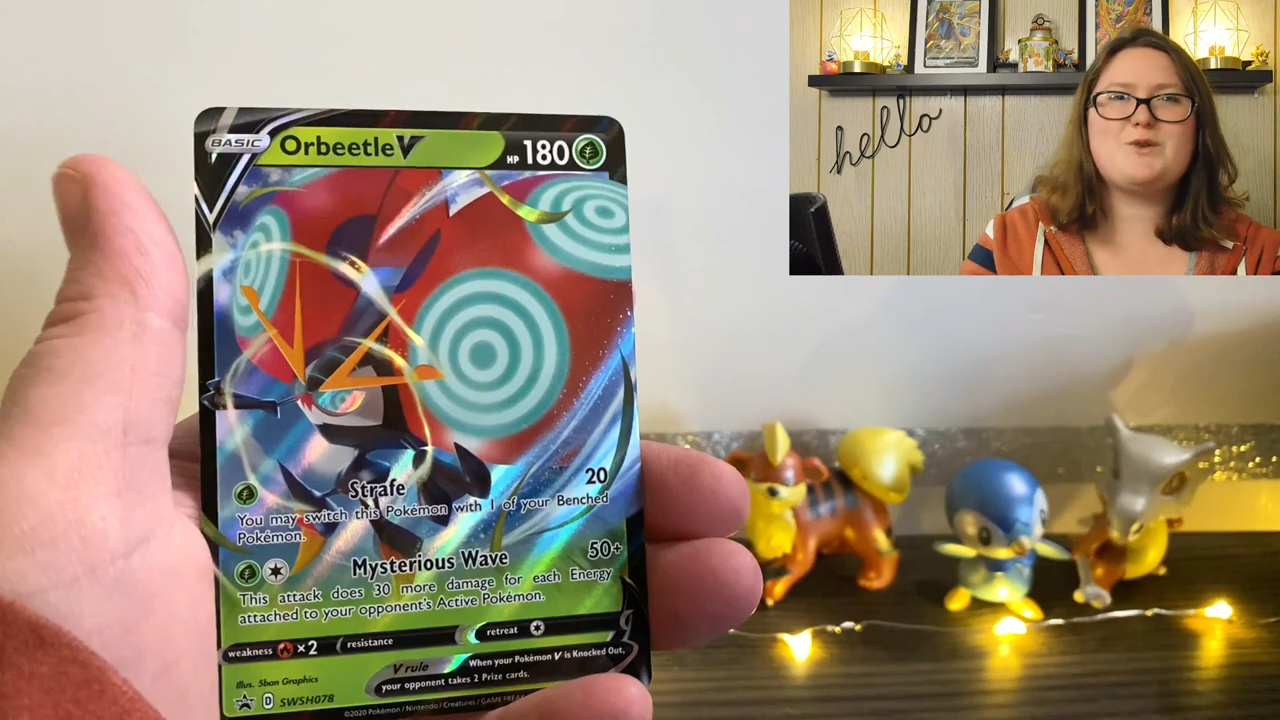 BASIC
Orbeetle V
HP 180
hello
Strafe 20
You may switch this Pokémon with 1 of your Benched
Pokémon.
Mysterious Wave 50+
This attack does 30 more damage for each Energy
attached to your opponent's Active Pokémon.
weakness ×2 resistance retreat
V rule When your Pokémon V is Knocked Out,
your opponent takes 2 Prize cards.
Illus. 5ban Graphics
D SWSH078
©2020 Pokémon / Nintendo / Creatures / GAME FREAK